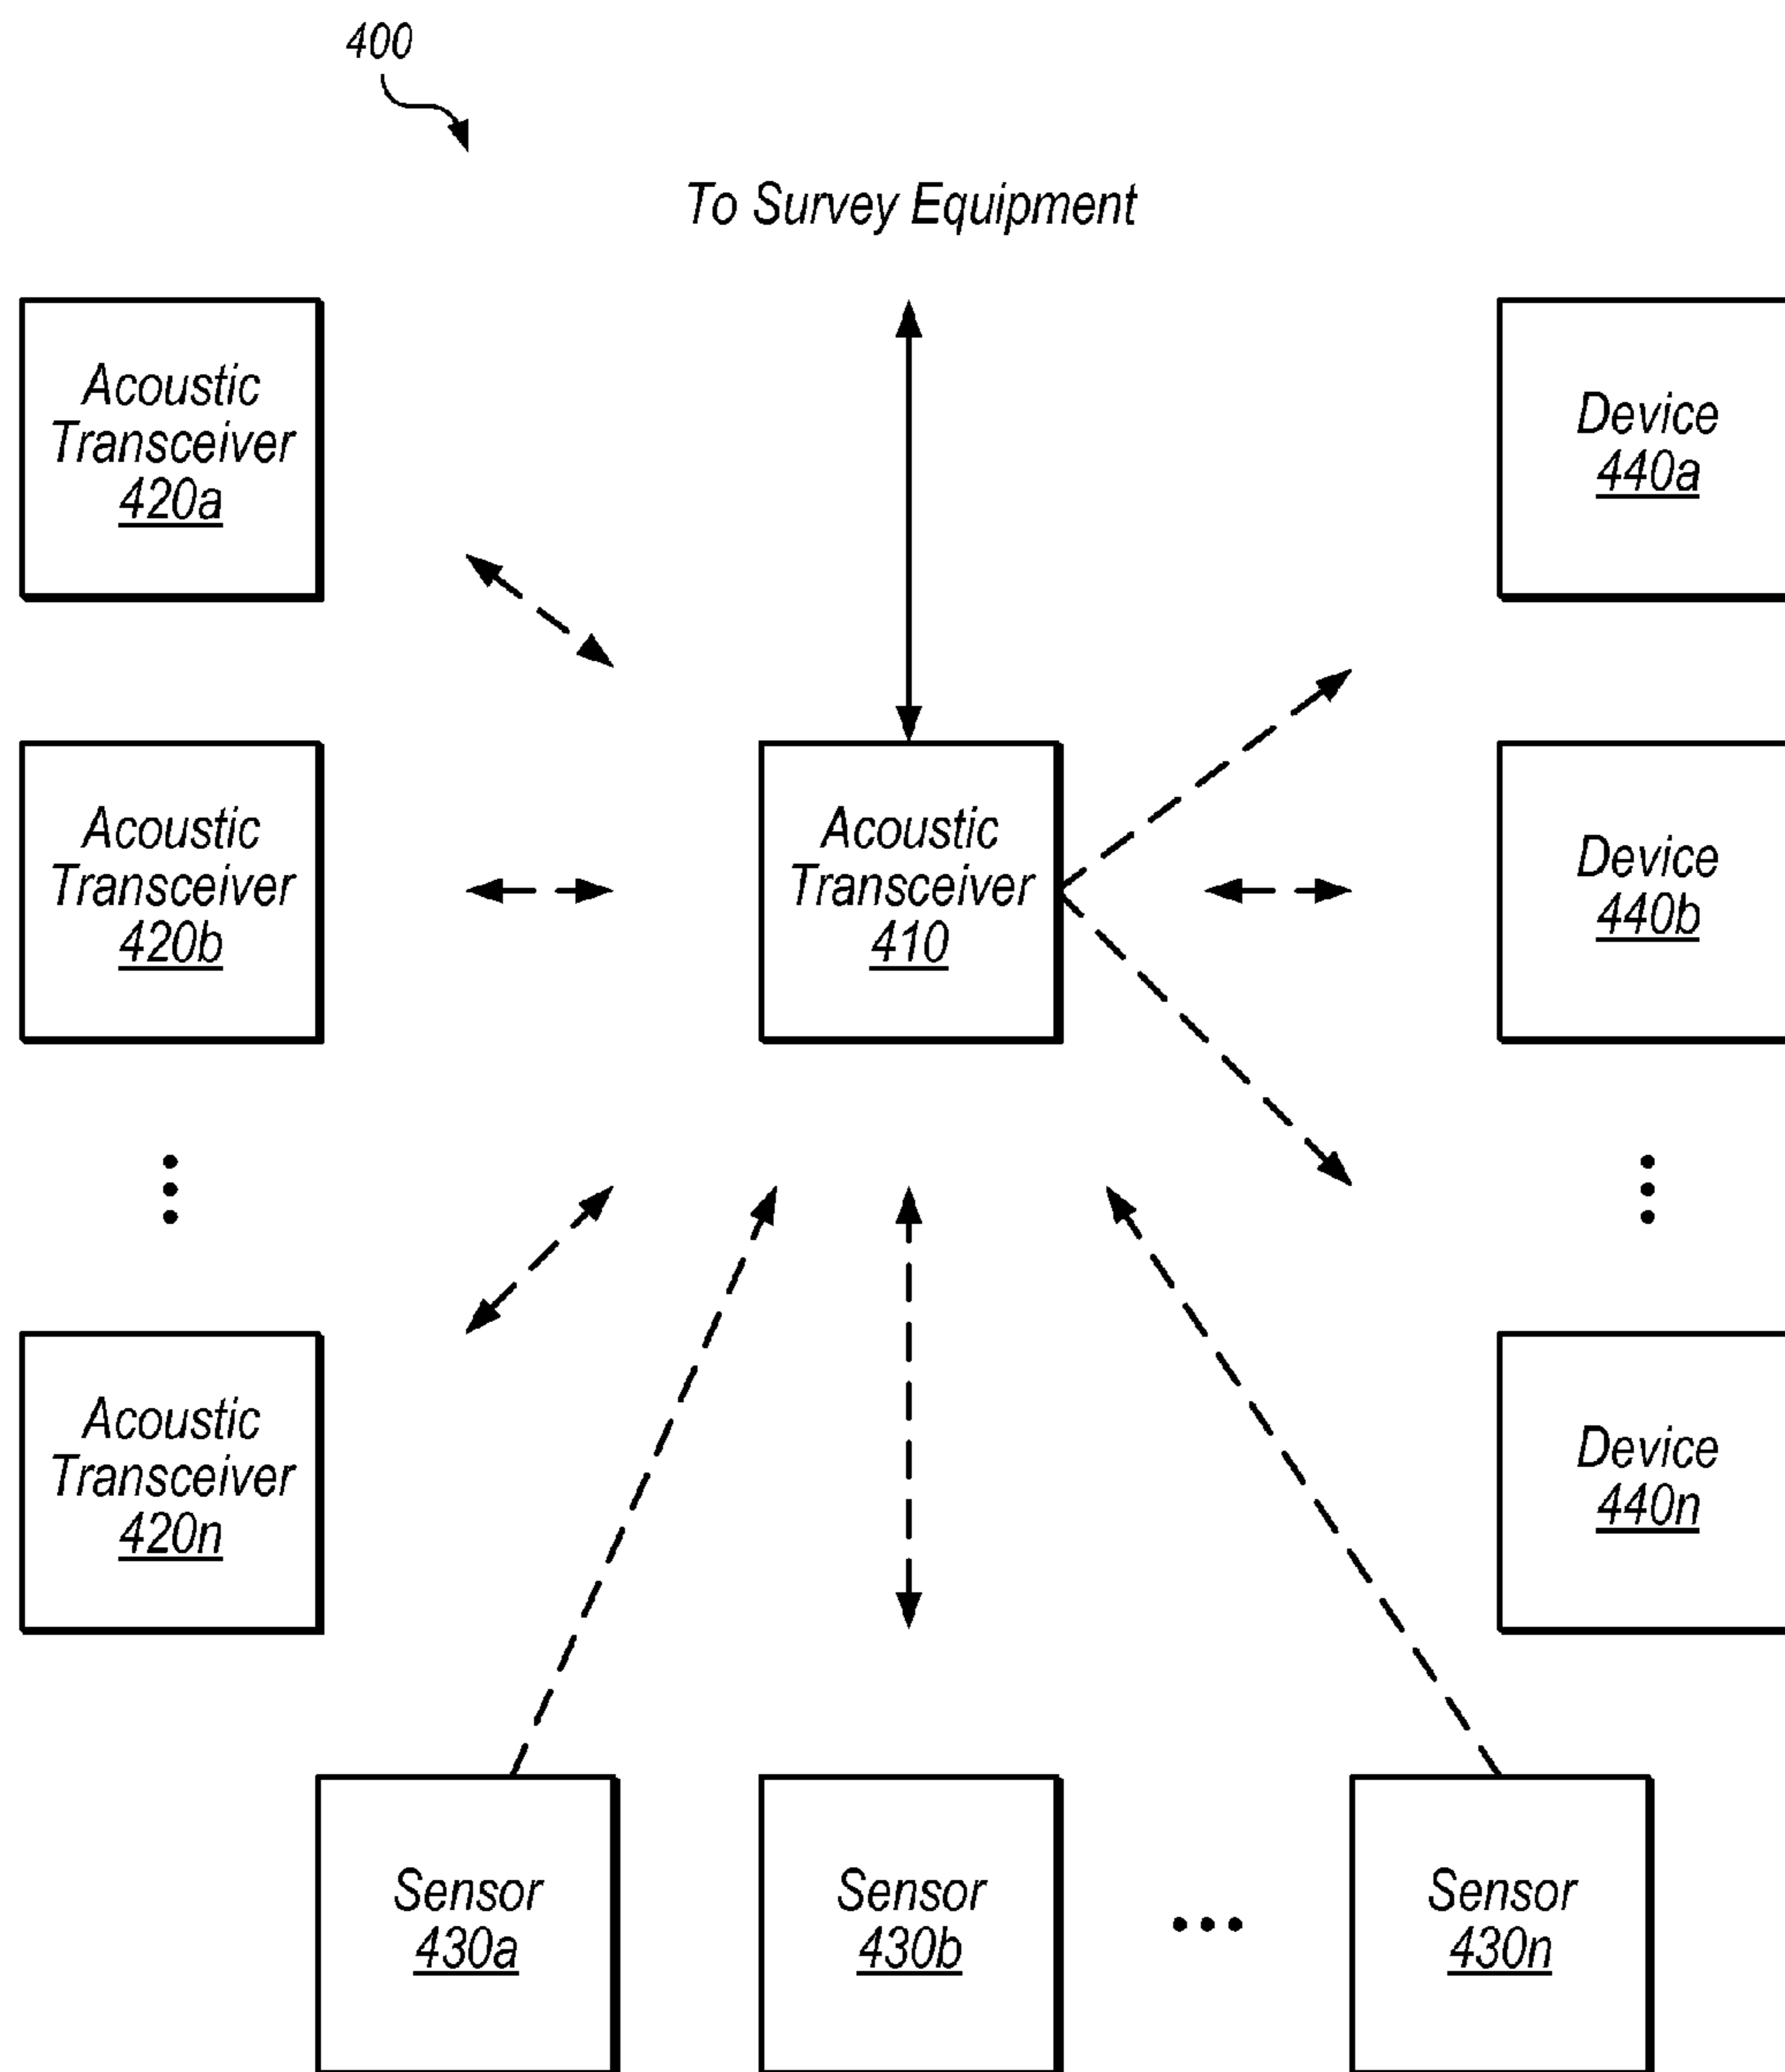 400
To Survey Equipment
Acoustic
Transceiver
420a
Device
440a
Acoustic
Transceiver
420b
Acoustic
Transceiver
410
Device
440b
Acoustic
Transceiver
420n
Device
440n
Sensor
430a
Sensor
430b
Sensor
430n